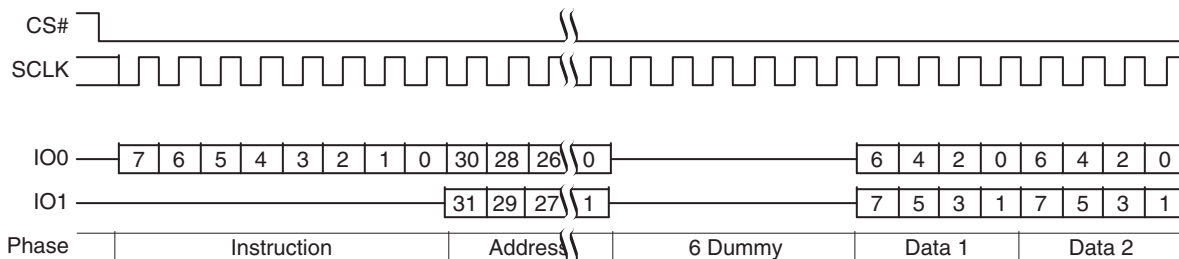 CS#
SCLK
IO0 7 6 5 4 3 2 1 0 30 28 26 0 6 4 2 0 6 4 2 0
IO1 31 29 27 1 7 5 3 1 7 5 3 1
Phase Instruction Address 6 Dummy Data 1 Data 2